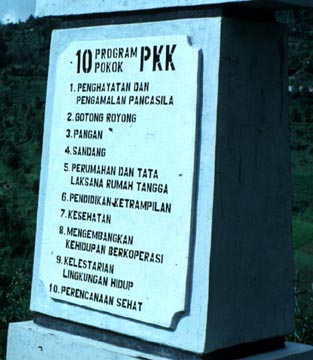 10 PROGRAM POKOK PKK
1. PENGHAYATAN DAN
PENGAMALAN PANCASILA
2. GOTONG ROYONG
3. PANGAN
4. SANDANG
5. PERUMAHAN DAN TATA
LAKSANA RUMAH TANGGA
6. PENDIDIKAN KETRAMPILAN
7. KESEHATAN
8. MENGEMBANGKAN
KEHIDUPAN BERKOPERASI
9. KELESTARIAN
LINGKUNGAN HIDUP
10. PERENCANAAN SEHAT